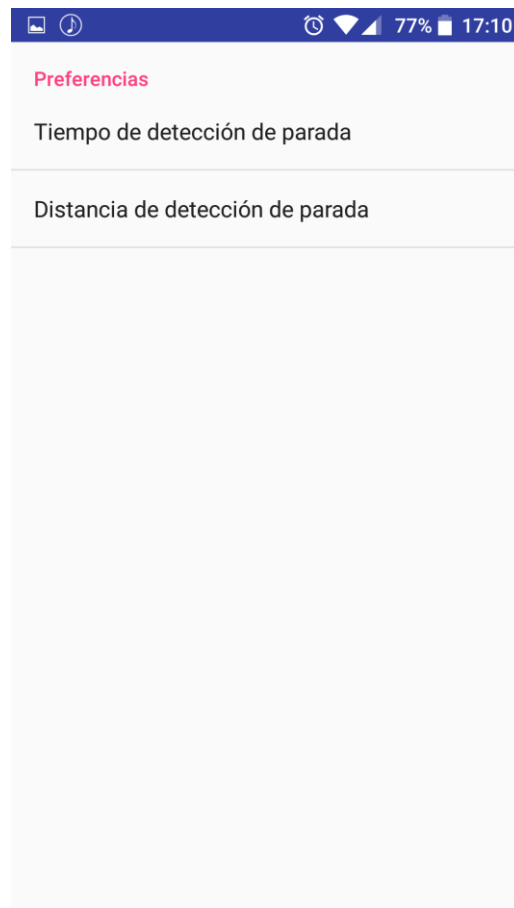 77% 17:10
Preferencias
Tiempo de detección de parada
Distancia de detección de parada